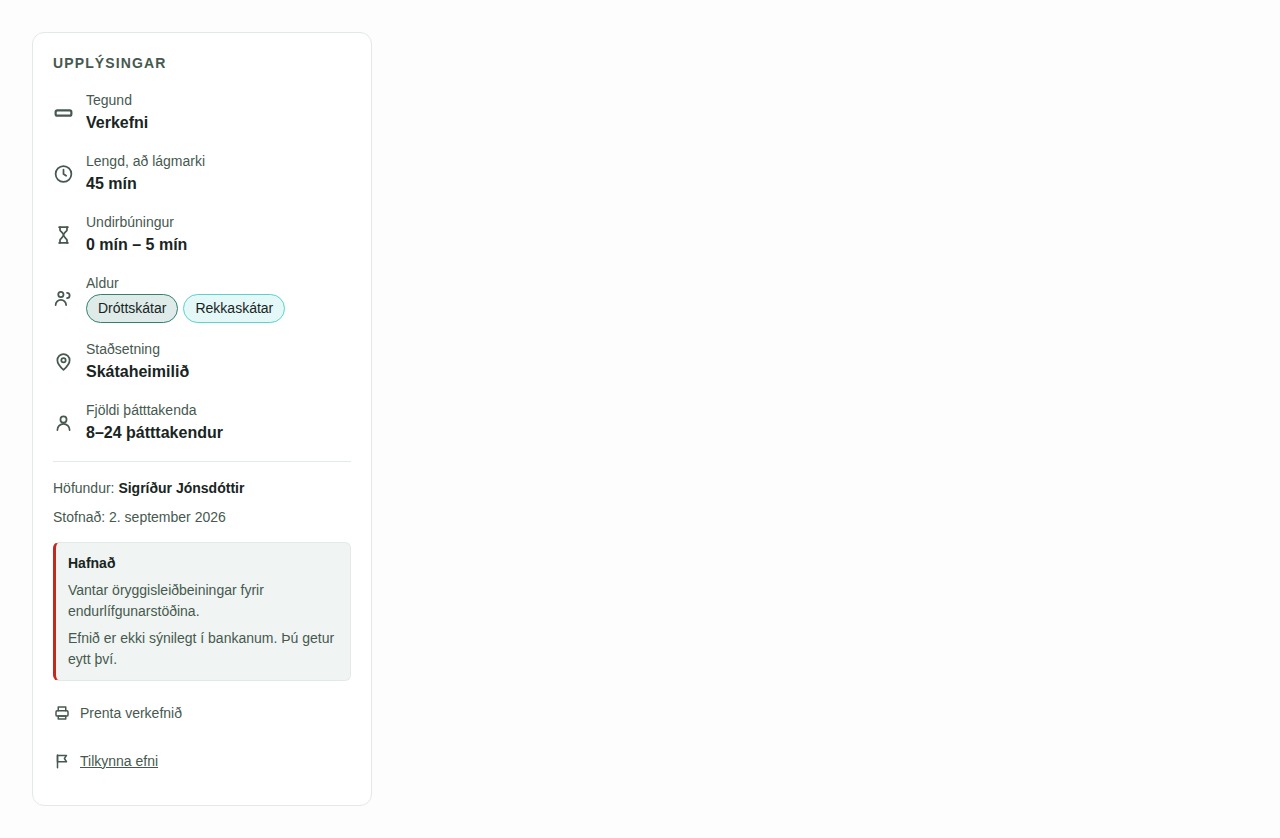 UPPLÝSINGAR
Tegund
Verkefni
Lengd, að lágmarki
45 mín
Undirbúningur
0 mín – 5 mín
Aldur
Dróttskátar Rekkaskátar
Staðsetning
Skátaheimilið
Fjöldi þátttakenda
8–24 þátttakendur
Höfundur: Sigríður Jónsdóttir
Stofnað: 2. september 2026
Hafnað
Vantar öryggisleiðbeiningar fyrir
endurlífgunarstöðina.
Efnið er ekki sýnilegt í bankanum. Þú getur
eytt því.
Prenta verkefnið
Tilkynna efni